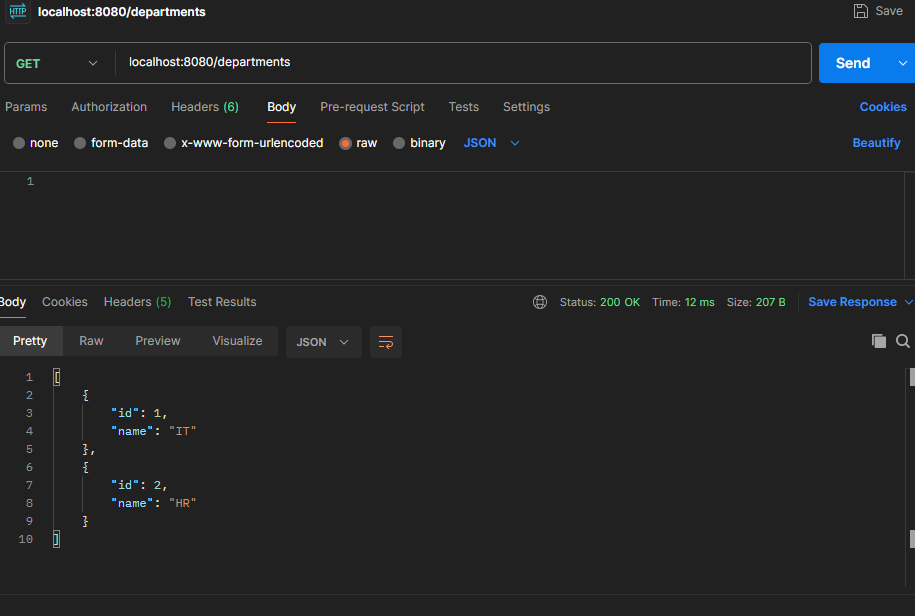 HTTP localhost:8080/departments Save
GET localhost:8080/departments Send
Params Authorization Headers (6) Body Pre-request Script Tests Settings Cookies
none form-data x-www-form-urlencoded raw binary JSON Beautify
1
Body Cookies Headers (5) Test Results Status: 200 OK Time: 12 ms Size: 207 B Save Response
Pretty Raw Preview Visualize JSON
1 [
2 {
3 "id": 1,
4 "name": "IT"
5 },
6 {
7 "id": 2,
8 "name": "HR"
9 }
10 ]